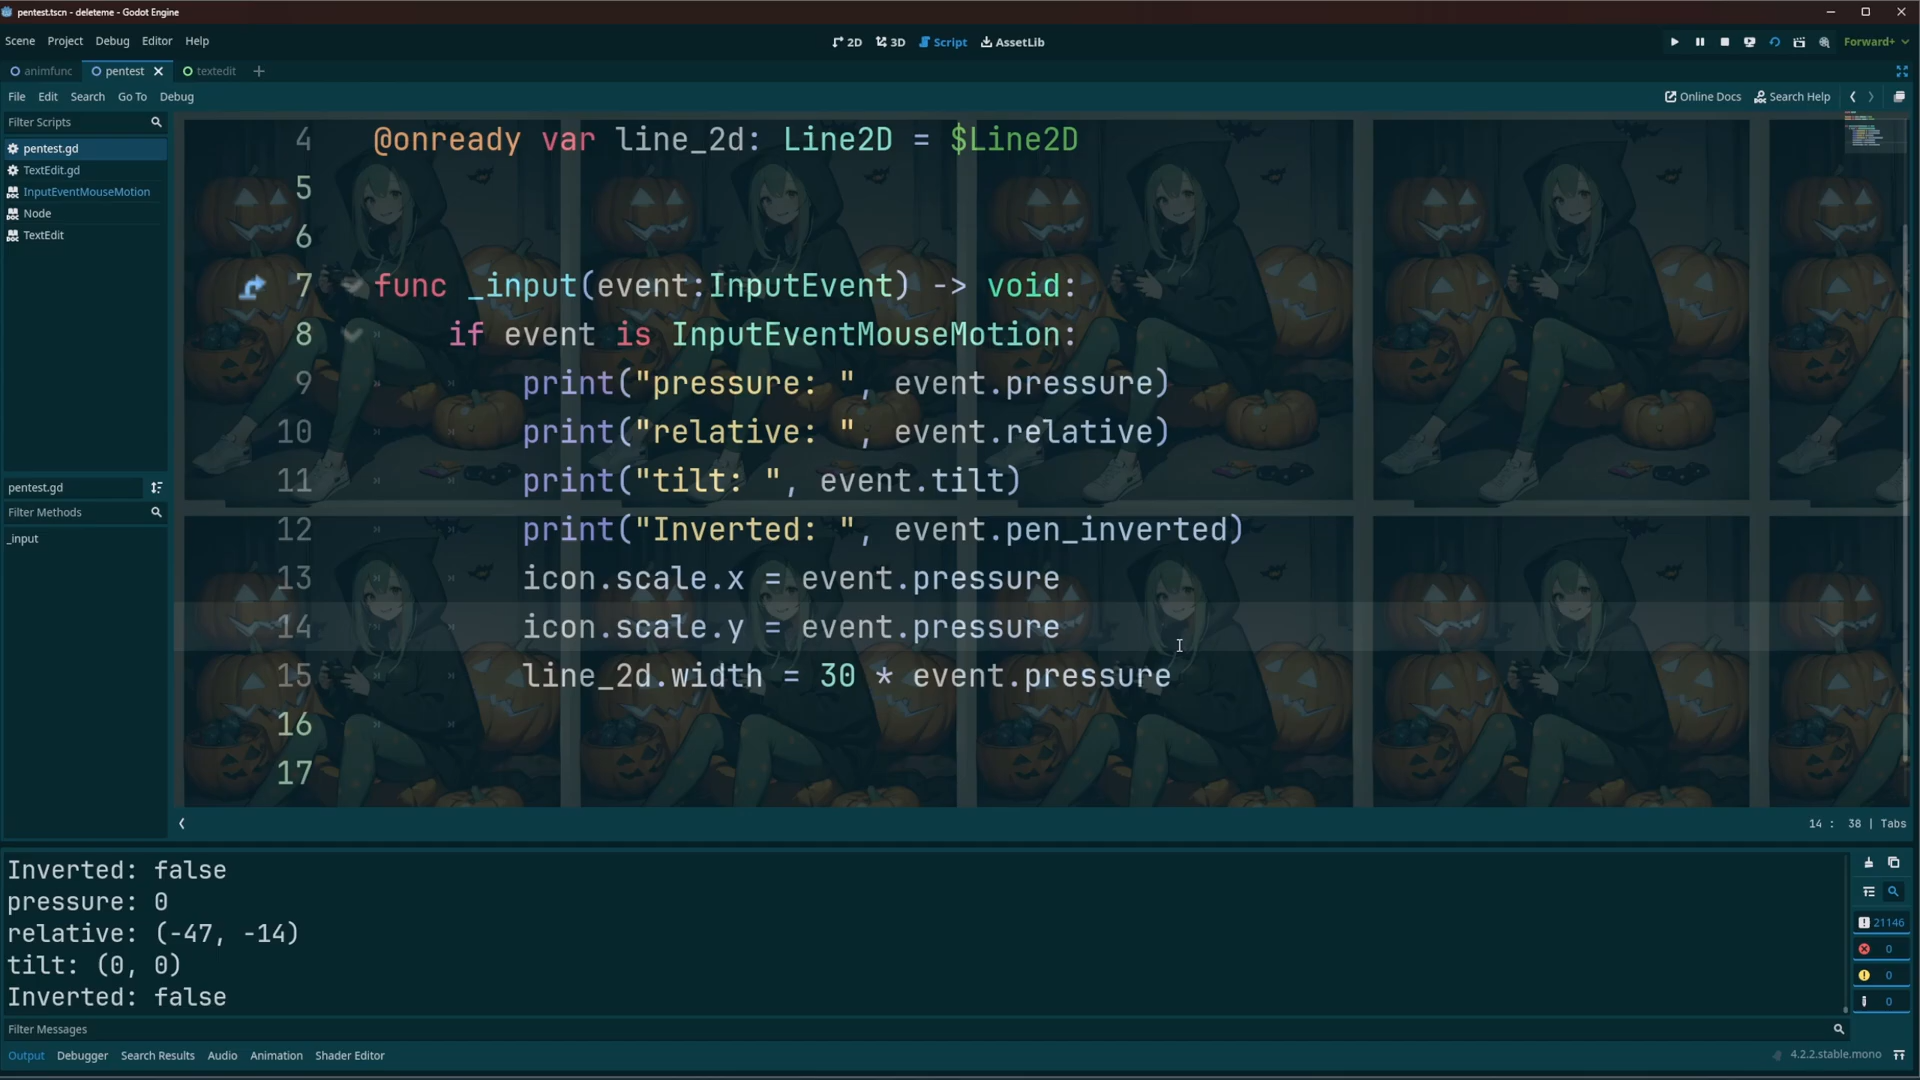 pentest.tscn - deleteme - Godot Engine
Scene Project Debug Editor Help
2D 3D Script AssetLib
Forward+
animfunc pentest textedit
File Edit Search Go To Debug
Online Docs Search Help
Filter Scripts
pentest.gd
TextEdit.gd
InputEventMouseMotion
Node
TextEdit
pentest.gd
Filter Methods
_input
4 @onready var line_2d: Line2D = $Line2D
5
6
7 func _input(event:InputEvent) -> void:
8 if event is InputEventMouseMotion:
9 print("pressure: ", event.pressure)
10 print("relative: ", event.relative)
11 print("tilt: ", event.tilt)
12 print("Inverted: ", event.pen_inverted)
13 icon.scale.x = event.pressure
14 icon.scale.y = event.pressure
15 line_2d.width = 30 * event.pressure
16
17
14 : 38 | Tabs
Inverted: false
pressure: 0
relative: (-47, -14)
tilt: (0, 0)
Inverted: false
21146
0
0
0
Filter Messages
Output Debugger Search Results Audio Animation Shader Editor
4.2.2.stable.mono